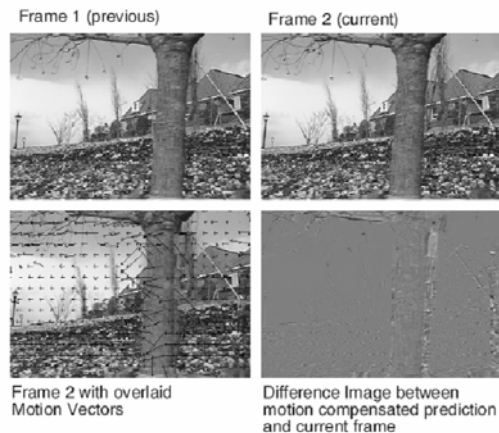 Frame 1 (previous)
Frame 2 (current)
Frame 2 with overlaid
Motion Vectors
Difference Image between
motion compensated prediction
and current frame